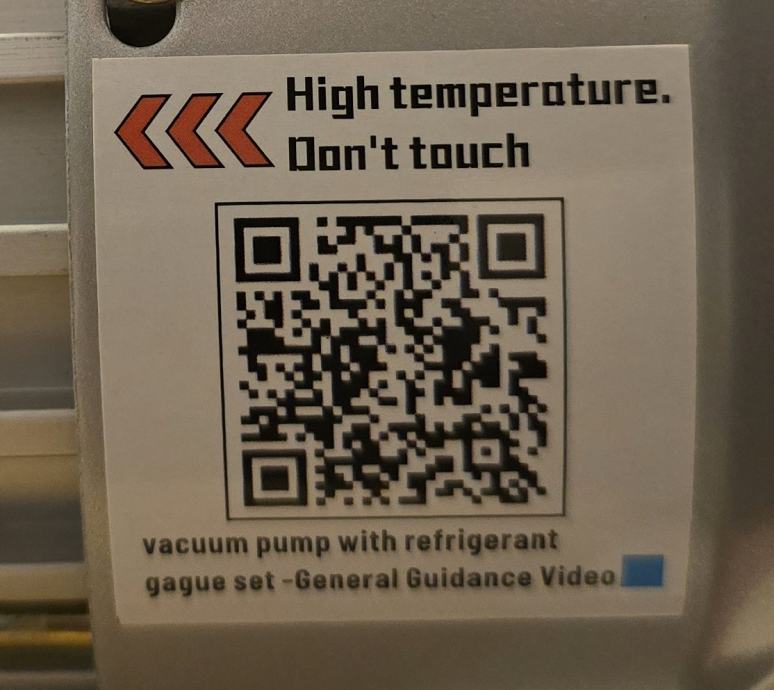 High temperature.
Don't touch
vacuum pump with refrigerant
gague set -General Guidance Video